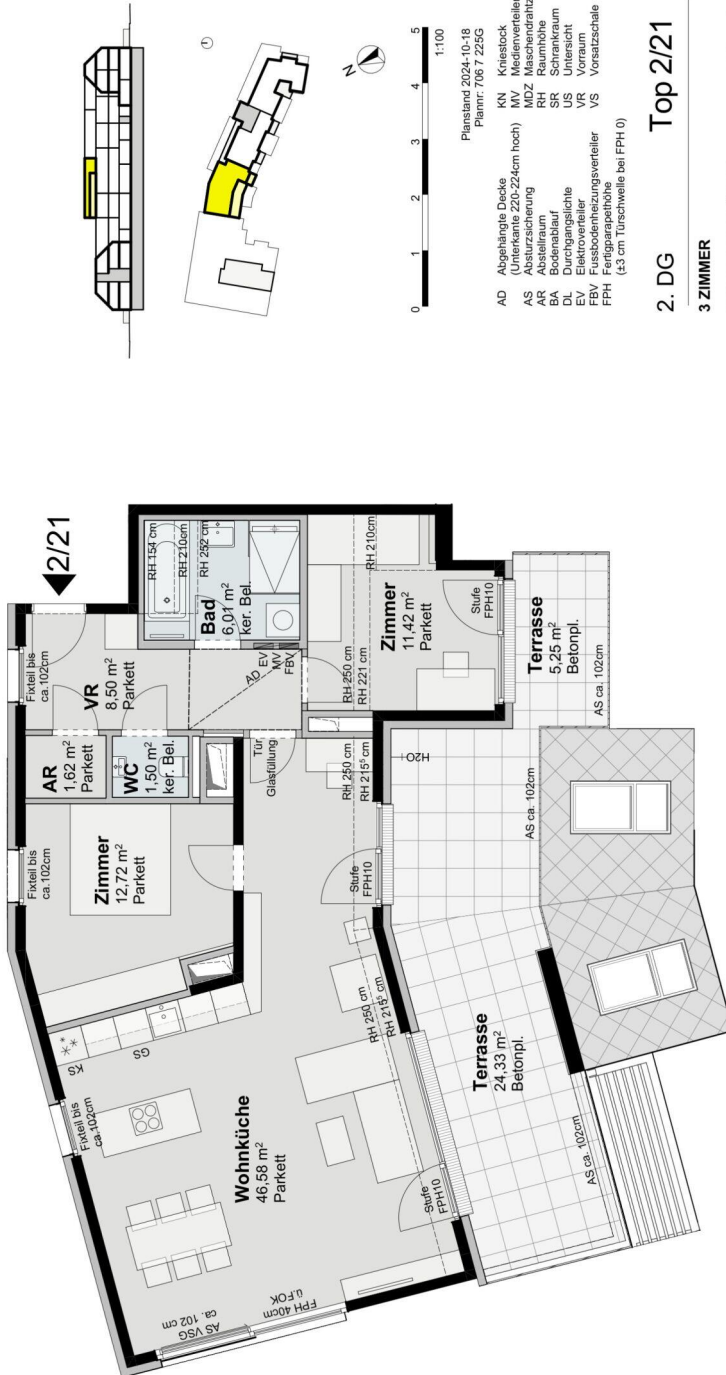 2/21
Fixteil bis
ca.102cm
VR
8,50 m²
Parkett
AR
1,62 m²
Parkett
WC
1,50 m²
ker. Bel.
Fixteil bis
ca.102cm
Zimmer
12,72 m²
Parkett
RH 154 cm
RH 210cm
RH 252 cm
Bad
6,01 m²
ker. Bel.
AD
EV
MV
FBV
Tür
Glasfüllung
RH 250 cm
RH 221 cm
RH 210cm
Zimmer
11,42 m²
Parkett
Stufe
FPH10
Terrasse
5,25 m²
Betonpl.
AS ca. 102cm
H2O
AS ca. 102cm
RH 250 cm
RH 215⁵ cm
Stufe
FPH10
KS
GS
Fixteil bis
ca.102cm
Wohnküche
46,58 m²
Parkett
RH 250 cm
RH 215⁵ cm
Stufe
FPH10
AS VSG
ca. 102 cm
FPH 40cm
ü.FOK
Terrasse
24,33 m²
Betonpl.
AS ca. 102cm
N
0 1 2 3 4 5
1:100
Planstand 2024-10-18
Plannr: 706 7 225G
AD Abgehängte Decke
(Unterkante 220-224cm hoch)
AS Absturzsicherung
AR Abstellraum
BA Bodenablauf
DL Durchgangslichte
EV Elektroverteiler
FBV Fussbodenheizungsverteiler
FPH Fertigparapethöhe
(±3 cm Türschwelle bei FPH 0)
KN Kniestock
MV Medienverteiler
MDZ Maschendrahtz
RH Raumhöhe
SR Schrankraum
US Untersicht
VR Vorraum
VS Vorsatzschale
2. DG Top 2/21
3 ZIMMER